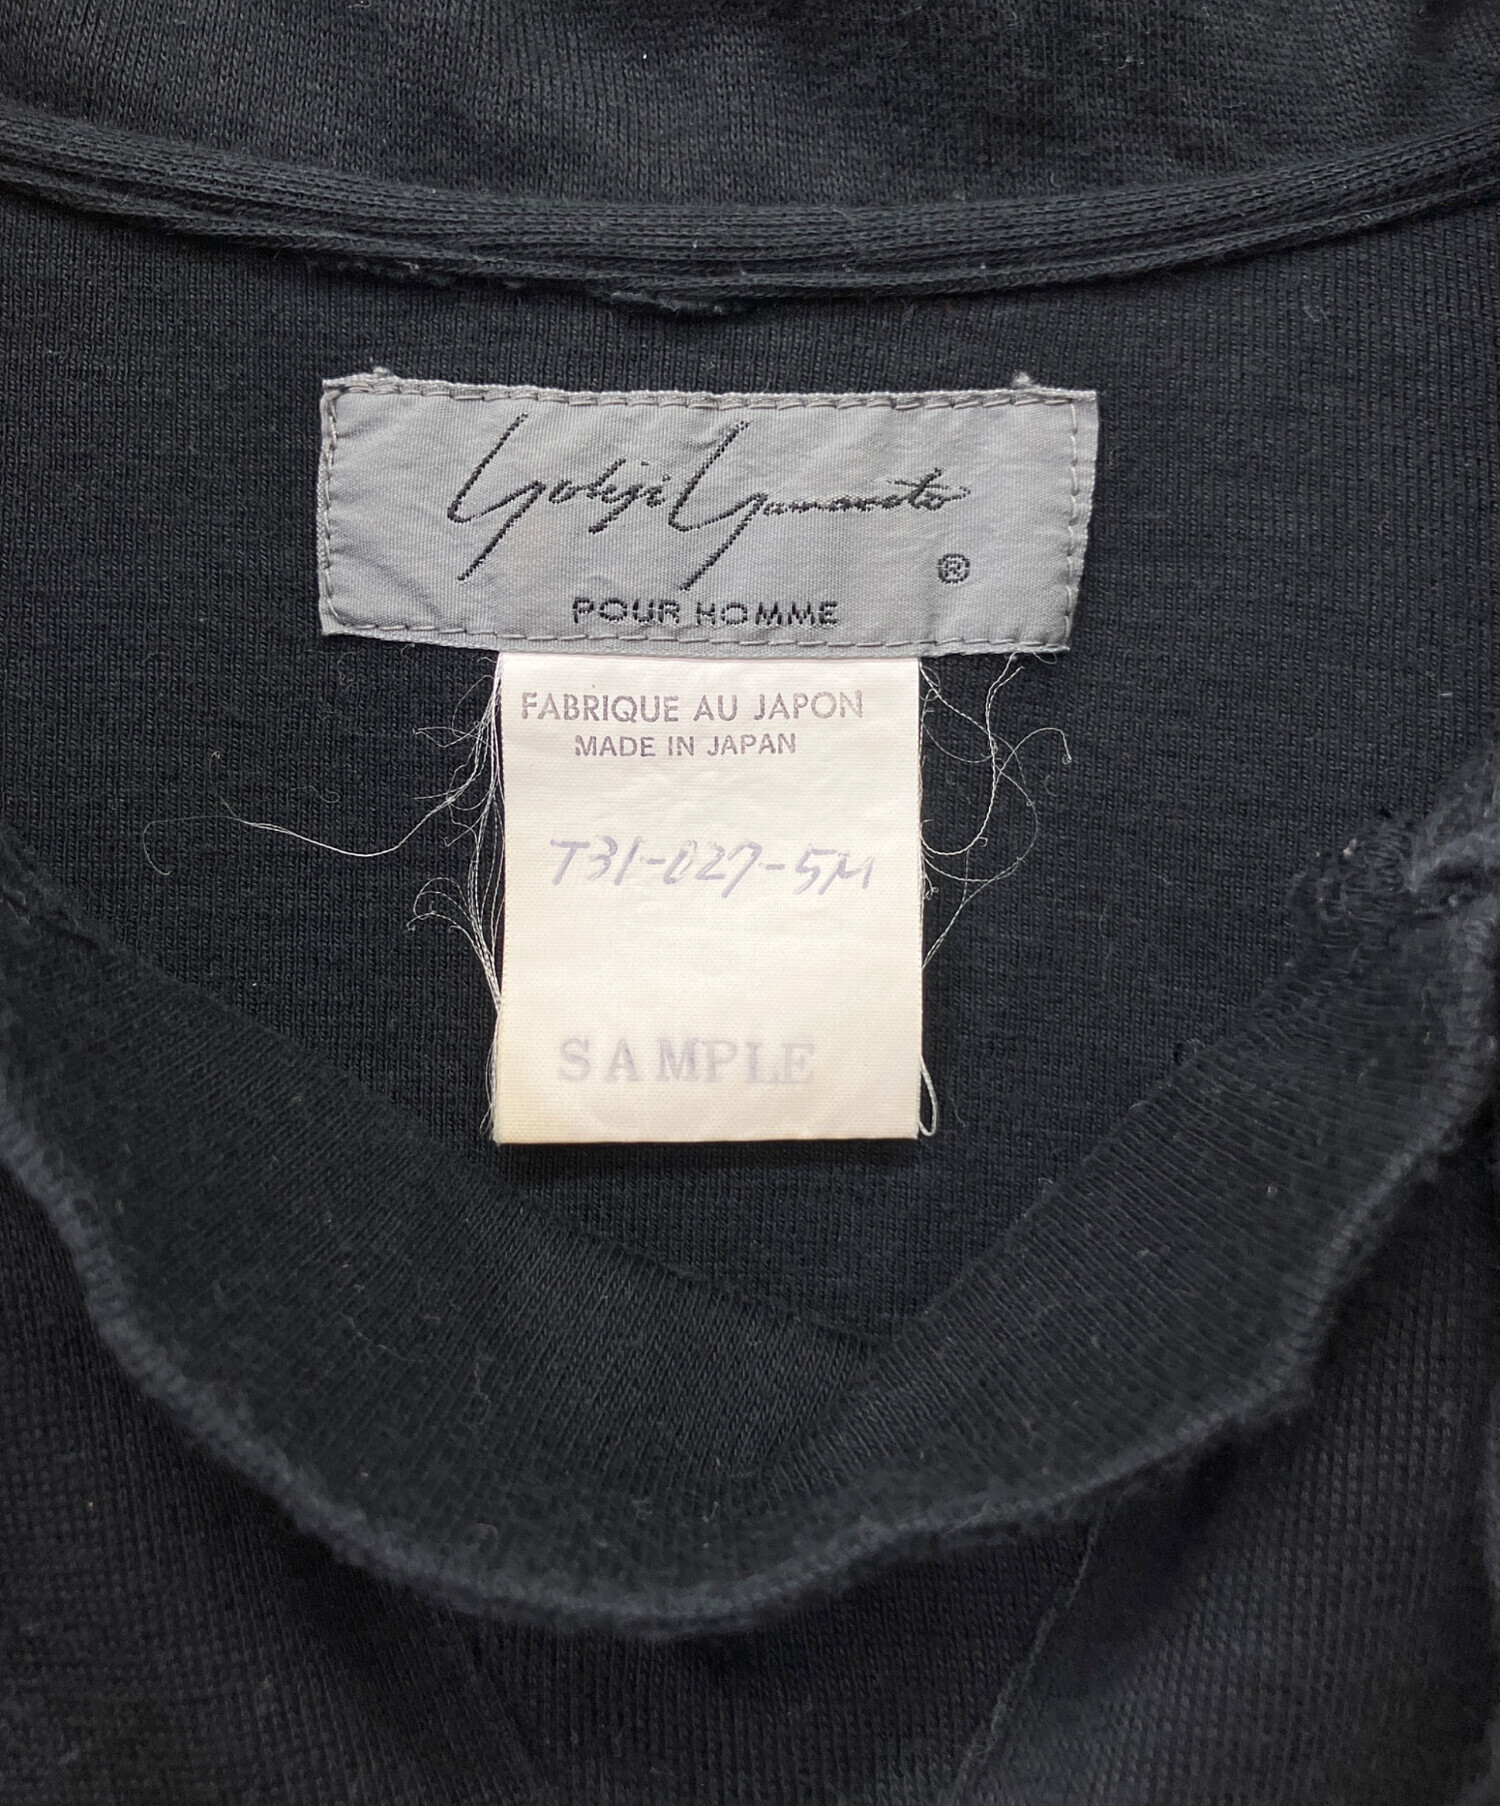 Yohji Yamamoto
®
POUR HOMME
FABRIQUE AU JAPON
MADE IN JAPAN
T31-027-5M
SAMPLE